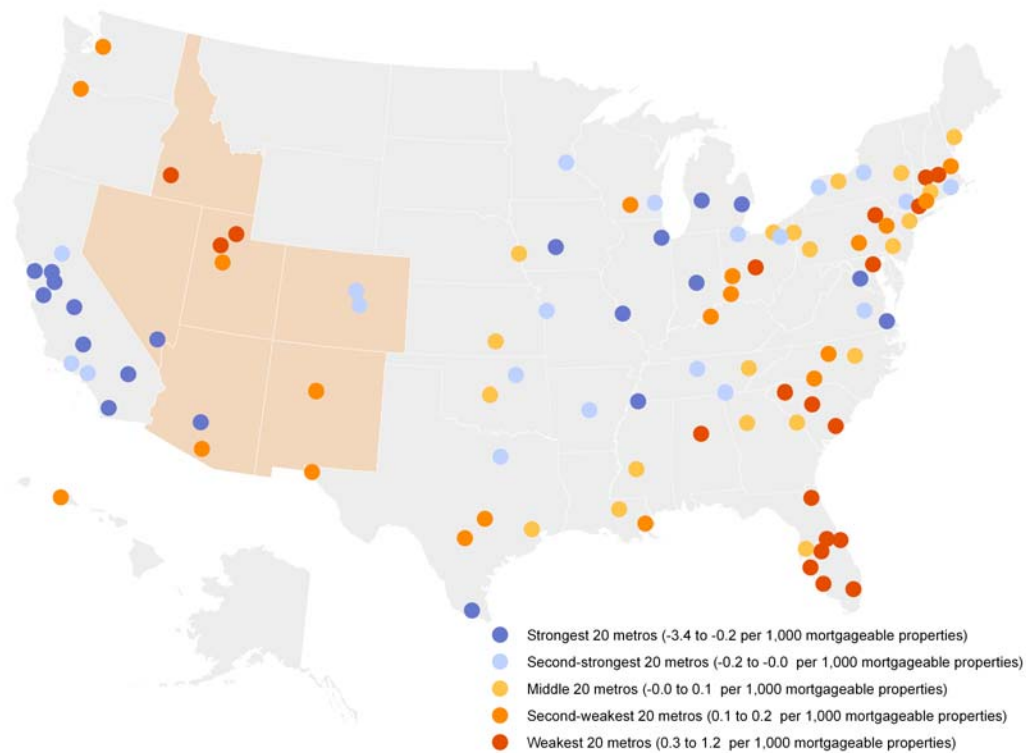 Strongest 20 metros (-3.4 to -0.2 per 1,000 mortgageable properties)
Second-strongest 20 metros (-0.2 to -0.0 per 1,000 mortgageable properties)
Middle 20 metros (-0.0 to 0.1 per 1,000 mortgageable properties)
Second-weakest 20 metros (0.1 to 0.2 per 1,000 mortgageable properties)
Weakest 20 metros (0.3 to 1.2 per 1,000 mortgageable properties)